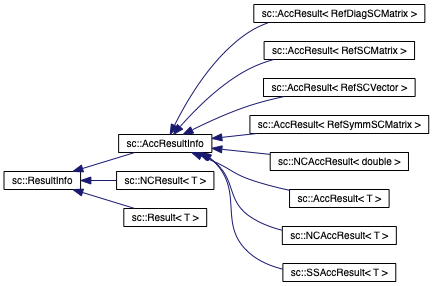 sc::AccResult< RefDiagSCMatrix >
sc::AccResult< RefSCMatrix >
sc::AccResult< RefSCVector >
sc::AccResult< RefSymmSCMatrix >
sc::AccResultInfo
sc::NCAccResult< double >
sc::ResultInfo
sc::NCResult< T >
sc::AccResult< T >
sc::Result< T >
sc::NCAccResult< T >
sc::SSAccResult< T >